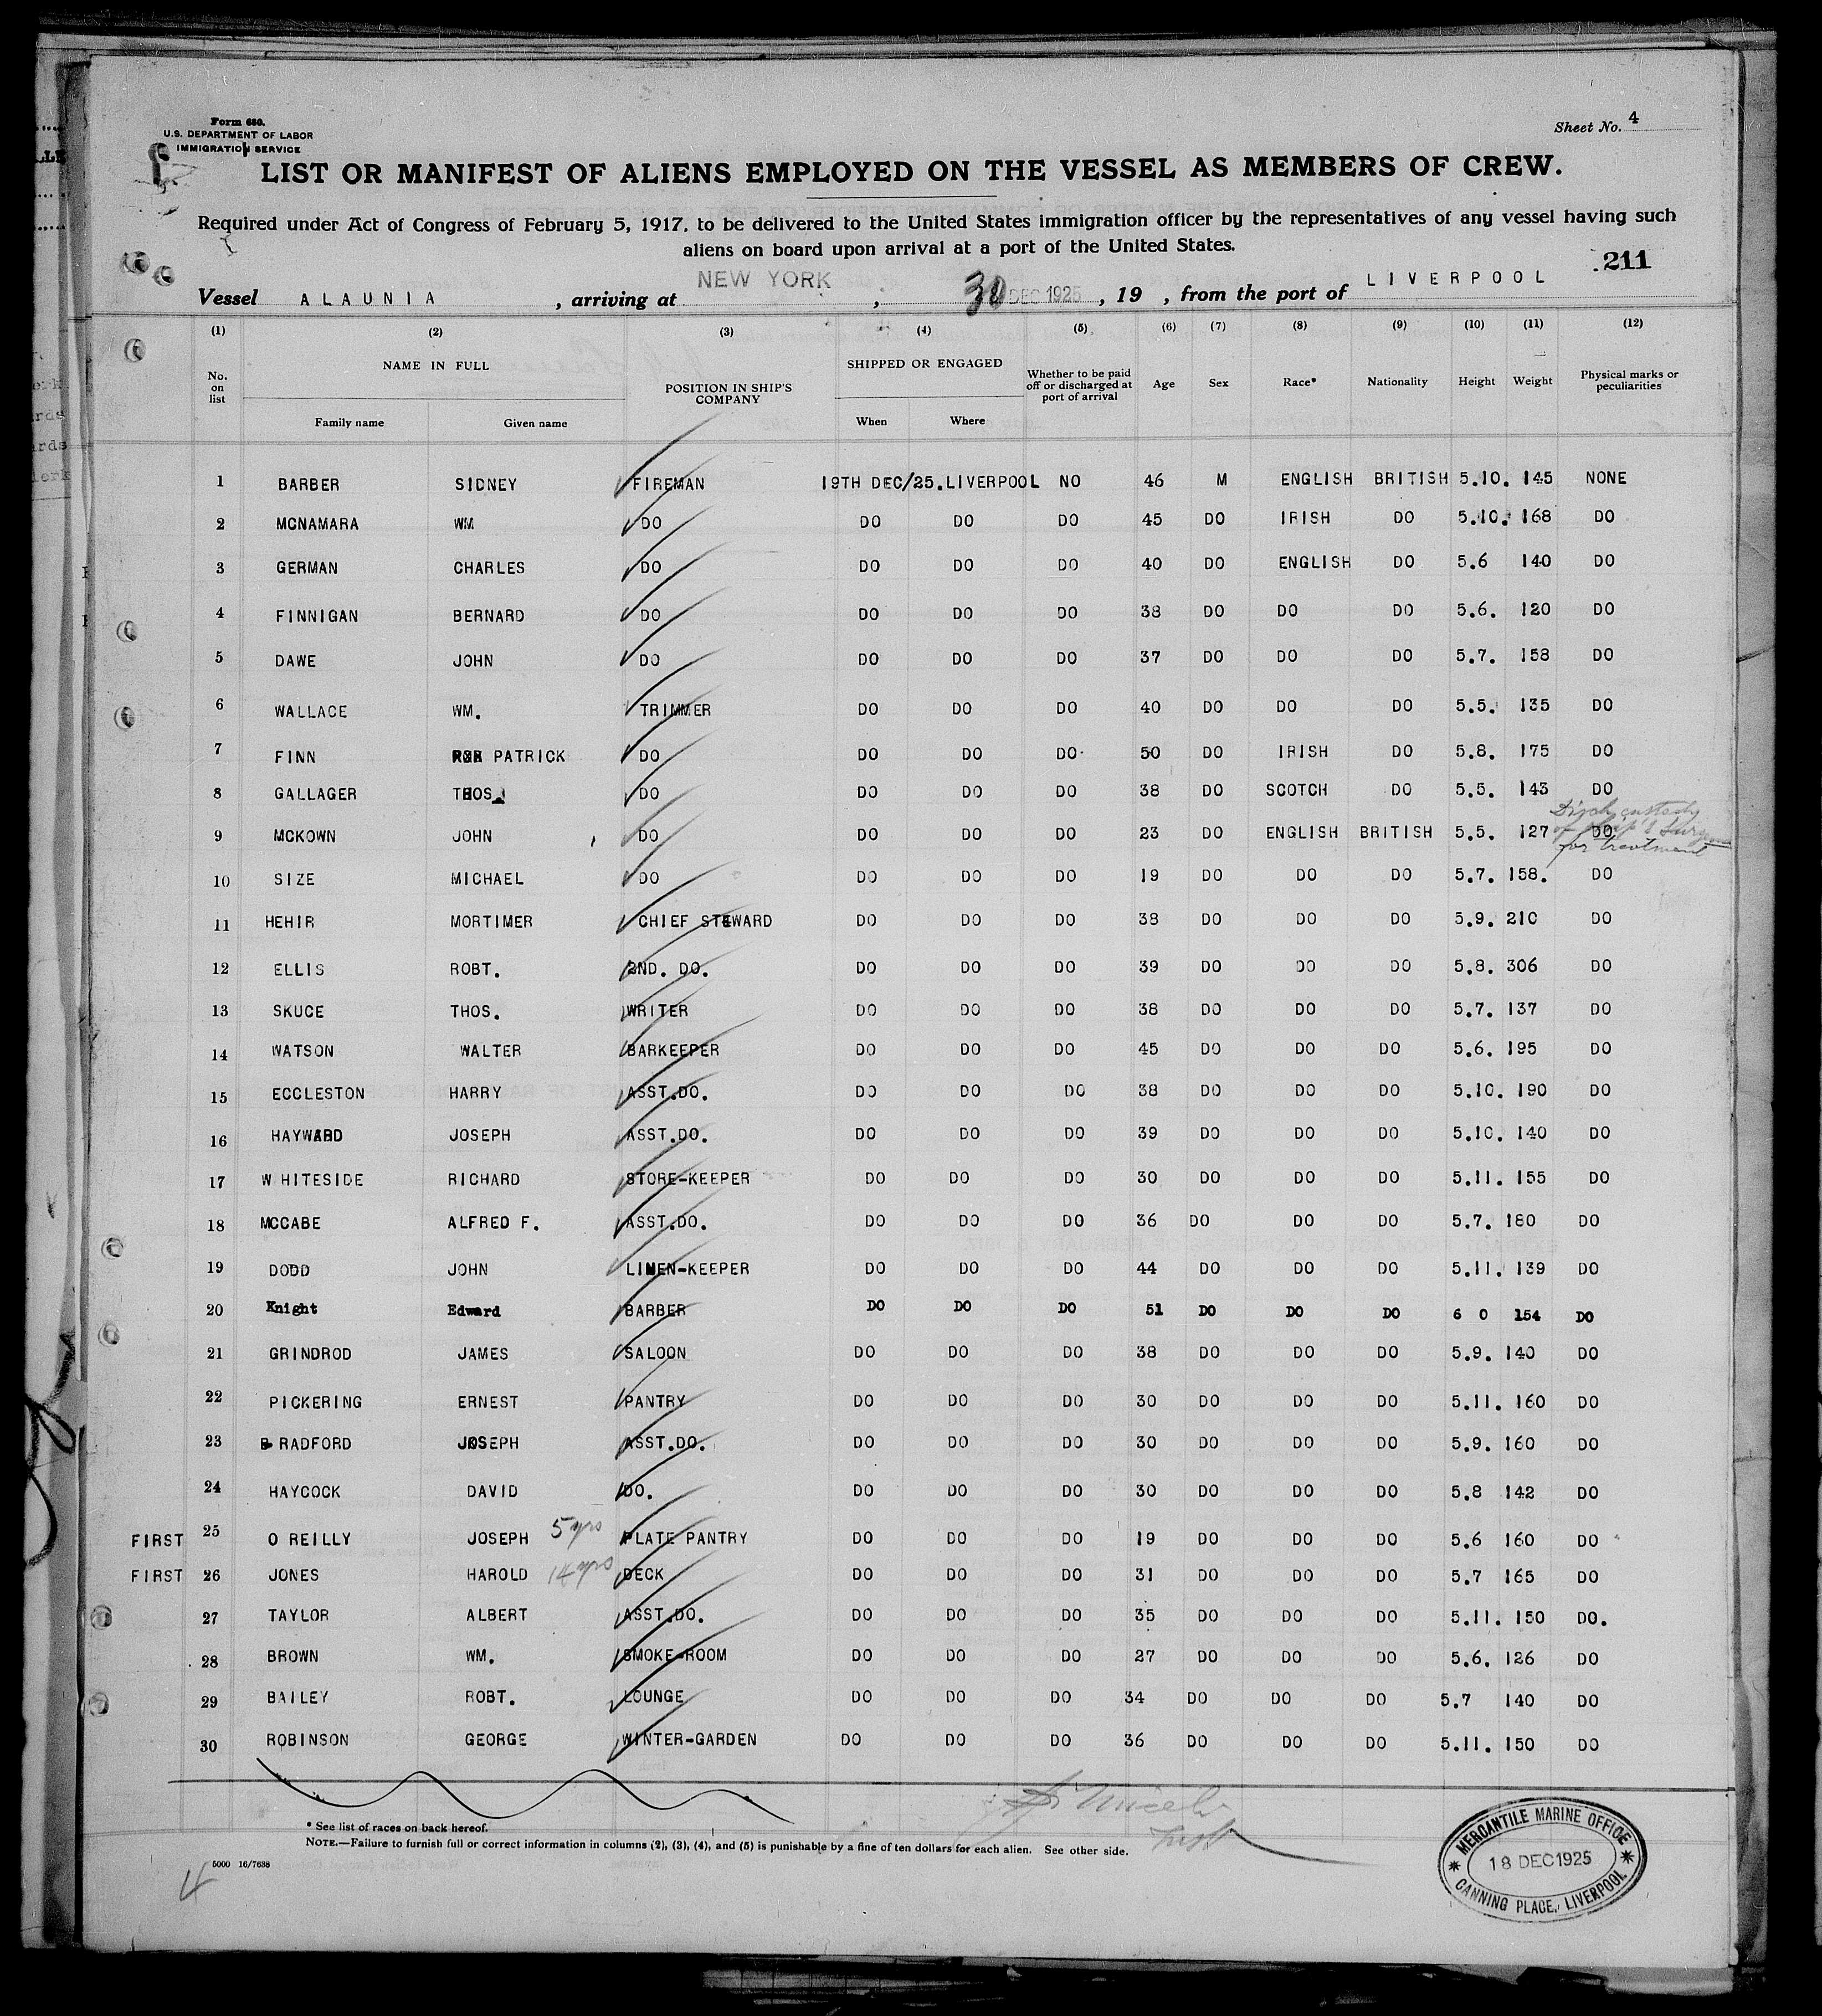 Form 680.
U.S. DEPARTMENT OF LABOR
IMMIGRATION SERVICE
Sheet No. 4
LIST OR MANIFEST OF ALIENS EMPLOYED ON THE VESSEL AS MEMBERS OF CREW.
Required under Act of Congress of February 5, 1917, to be delivered to the United States immigration officer by the representatives of any vessel having such
aliens on board upon arrival at a port of the United States.
211
Vessel ALAUNIA, arriving at NEW YORK, 30 DEC 1925, 19 , from the port of LIVERPOOL
(1) (2) (3) (4) (5) (6) (7) (8) (9) (10) (11) (12)
No. on list NAME IN FULL Family name Given name POSITION IN SHIP'S COMPANY SHIPPED OR ENGAGED When Where Whether to be paid off or discharged at port of arrival Age Sex Race* Nationality Height Weight Physical marks or peculiarities
1 BARBER SIDNEY FIREMAN 19TH DEC/25. LIVERPOOL NO 46 M ENGLISH BRITISH 5.10. 145 NONE
2 MCNAMARA WM DO DO DO DO 45 DO IRISH DO 5.10. 168 DO
3 GERMAN CHARLES DO DO DO DO 40 DO ENGLISH DO 5.6 140 DO
4 FINNIGAN BERNARD DO DO DO DO 38 DO DO DO 5.6. 120 DO
5 DAWE JOHN DO DO DO DO 37 DO DO DO 5.7. 158 DO
6 WALLACE WM. TRIMMER DO DO DO 40 DO DO DO 5.5. 135 DO
7 FINN PATRICK DO DO DO DO 50 DO IRISH DO 5.8. 175 DO
8 GALLAGER THOS. DO DO DO DO 38 DO SCOTCH DO 5.5. 143 DO
9 MCKOWN JOHN DO DO DO DO 23 DO ENGLISH BRITISH 5.5. 127 DO
Disch custody
of ship's surgeon
for treatment
10 SIZE MICHAEL DO DO DO DO 19 DO DO DO 5.7. 158. DO
11 HEHIR MORTIMER CHIEF STEWARD DO DO DO 38 DO DO DO 5.9. 210 DO
12 ELLIS ROBT. 2ND. DO. DO DO DO 39 DO DO DO 5.8. 306 DO
13 SKUCE THOS. WRITER DO DO DO 38 DO DO DO 5.7. 137 DO
14 WATSON WALTER BARKEEPER DO DO DO 45 DO DO DO 5.6. 195 DO
15 ECCLESTON HARRY ASST.DO. DO DO DO 38 DO DO DO 5.10. 190 DO
16 HAYWARD JOSEPH ASST.DO. DO DO DO 39 DO DO DO 5.10. 140 DO
17 WHITESIDE RICHARD STORE-KEEPER DO DO DO 30 DO DO DO 5.11. 155 DO
18 MCCABE ALFRED F. ASST.DO. DO DO DO 36 DO DO DO 5.7. 180 DO
19 DODD JOHN LINEN-KEEPER DO DO DO 44 DO DO DO 5.11. 139 DO
20 Knight Edward BARBER DO DO DO 51 DO DO DO 6 0 154 DO
21 GRINDROD JAMES SALOON DO DO DO 38 DO DO DO 5.9. 140 DO
22 PICKERING ERNEST PANTRY DO DO DO 30 DO DO DO 5.11. 160 DO
23 BRADFORD JOSEPH ASST.DO. DO DO DO 30 DO DO DO 5.9. 160 DO
24 HAYCOCK DAVID DO. DO DO DO 30 DO DO DO 5.8 142 DO
FIRST 25 O REILLY JOSEPH 5 yrs PLATE PANTRY DO DO DO 19 DO DO DO 5.6 160 DO
FIRST 26 JONES HAROLD 14 yrs DECK DO DO DO 31 DO DO DO 5.7 165 DO
27 TAYLOR ALBERT ASST.DO. DO DO DO 35 DO DO DO 5.11. 150 DO.
28 BROWN WM. SMOKE-ROOM DO DO DO 27 DO DO DO 5.6. 126 DO
29 BAILEY ROBT. LOUNGE DO DO DO 34 DO DO DO 5.7 140 DO
30 ROBINSON GEORGE WINTER-GARDEN DO DO DO 36 DO DO DO 5.11. 150 DO
* See list of races on back hereof.
NOTE.—Failure to furnish full or correct information in columns (2), (3), (4), and (5) is punishable by a fine of ten dollars for each alien. See other side.
5000 16/7638
4
MERCANTILE MARINE OFFICE
18 DEC 1925
CANNING PLACE, LIVERPOOL